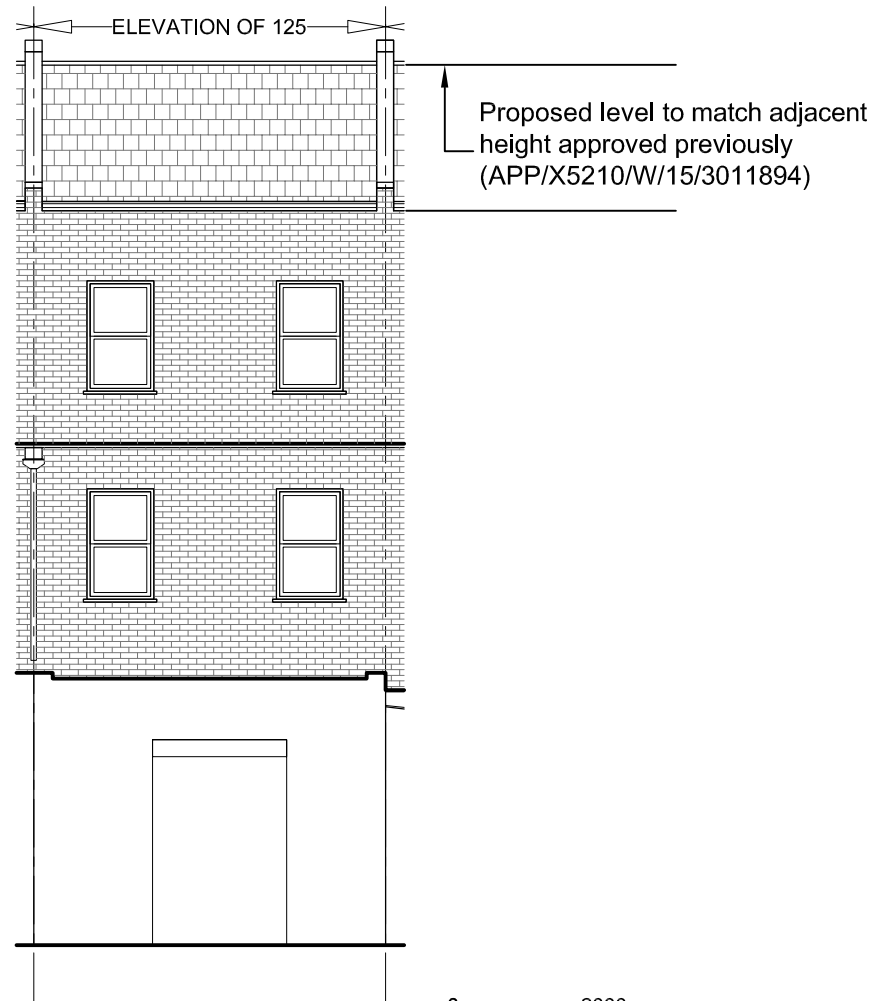 ELEVATION OF 125
Proposed level to match adjacent
height approved previously
(APP/X5210/W/15/3011894)